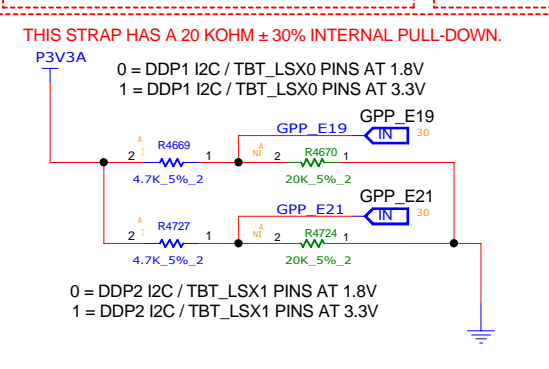 THIS STRAP HAS A 20 KOHM ± 30% INTERNAL PULL-DOWN.
P3V3A
0 = DDP1 I2C / TBT_LSX0 PINS AT 1.8V
1 = DDP1 I2C / TBT_LSX0 PINS AT 3.3V
GPP_E19
GPP_E19 IN 30
A I R4669 A NI R4670
2 1 2 1
4.7K_5%_2 20K_5%_2
GPP_E21
GPP_E21 IN 30
A I R4727 A NI R4724
2 1 2 1
4.7K_5%_2 20K_5%_2
0 = DDP2 I2C / TBT_LSX1 PINS AT 1.8V
1 = DDP2 I2C / TBT_LSX1 PINS AT 3.3V